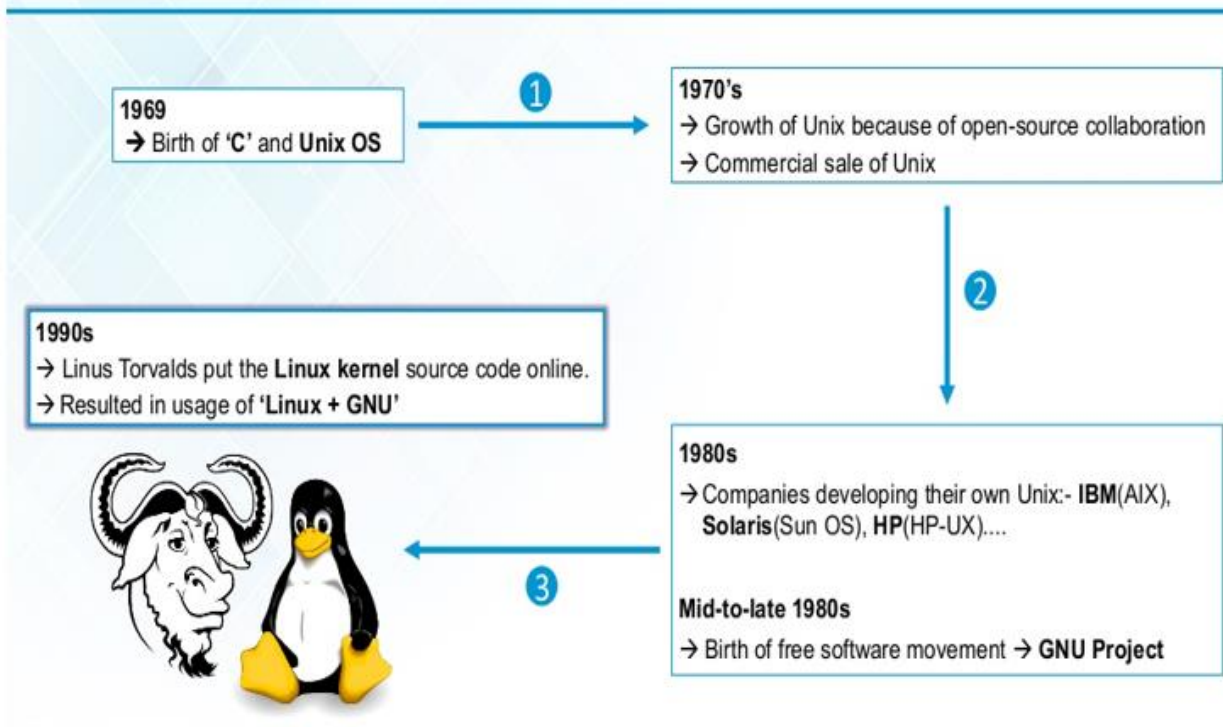 1969
→ Birth of ‘C’ and Unix OS
1
1970's
→ Growth of Unix because of open-source collaboration
→ Commercial sale of Unix
2
1980s
→ Companies developing their own Unix:- IBM(AIX),
Solaris(Sun OS), HP(HP-UX)....
Mid-to-late 1980s
→ Birth of free software movement → GNU Project
3
1990s
→ Linus Torvalds put the Linux kernel source code online.
→ Resulted in usage of ‘Linux + GNU’